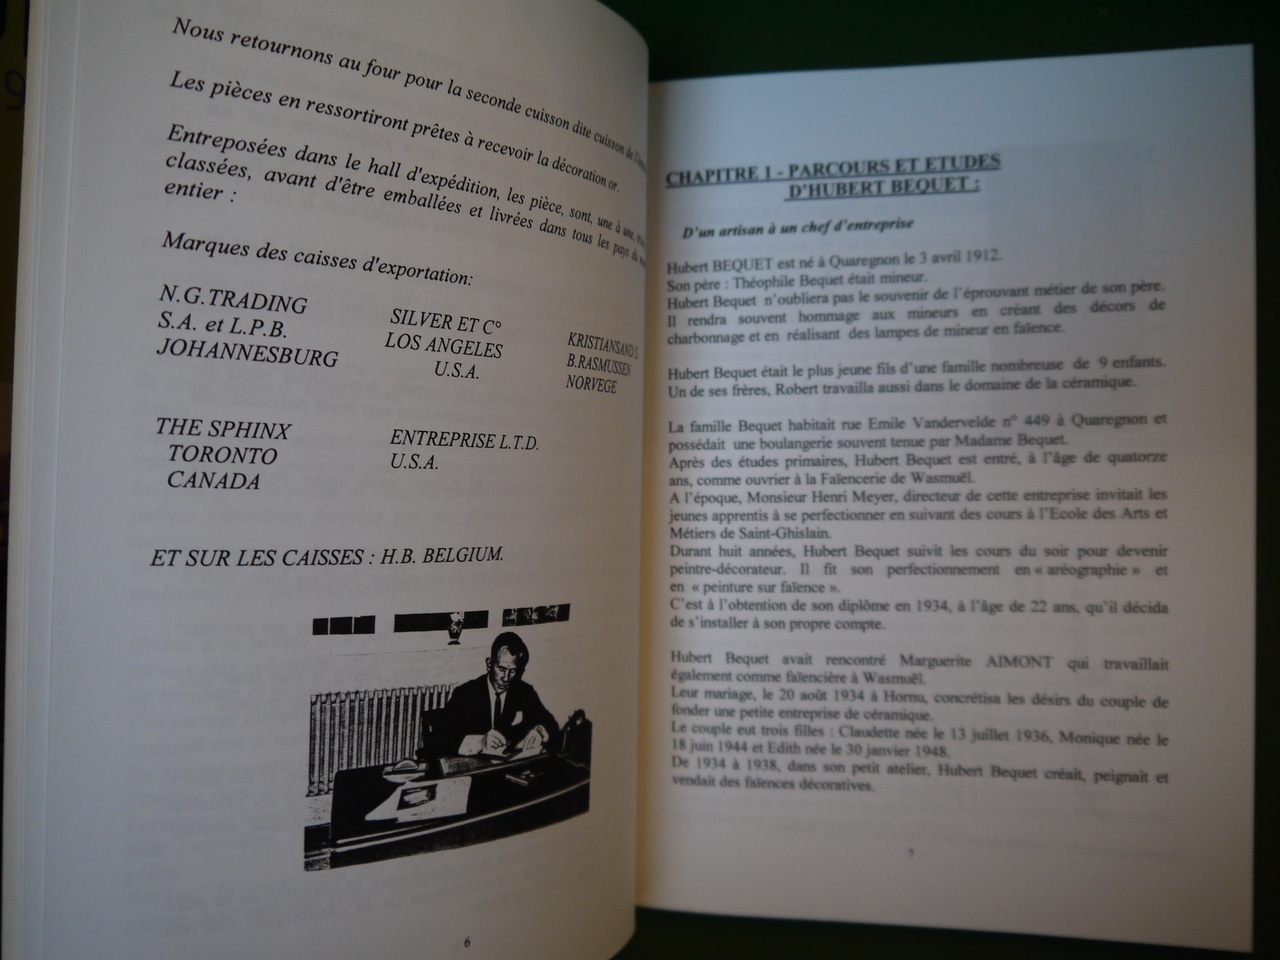 Nous retournons au four pour la seconde cuisson dite cuisson de
Les pièces en ressortiront prêtes à recevoir la décoration or.
Entreposées dans le hall d'expédition, les pièce, sont, une à une,
classées, avant d'être emballées et livrées dans tous les pays du
entier :
Marques des caisses d'exportation:
N.G.TRADING
S.A. et L.P.B.
JOHANNESBURG
SILVER ET C°
LOS ANGELES
U.S.A.
KRISTIANSAND S.
B.RASMUSSEN
NORVEGE
THE SPHINX
TORONTO
CANADA
ENTREPRISE L.T.D.
U.S.A.
ET SUR LES CAISSES : H.B. BELGIUM.
6
CHAPITRE 1 - PARCOURS ET ETUDES
D'HUBERT BEQUET :
D'un artisan à un chef d'entreprise
Hubert BEQUET est né à Quaregnon le 3 avril 1912.
Son père : Théophile Bequet était mineur.
Hubert Bequet n'oubliera pas le souvenir de l'éprouvant métier de son père.
Il rendra souvent hommage aux mineurs en créant des décors de
charbonnage et en réalisant des lampes de mineur en faïence.
Hubert Bequet était le plus jeune fils d'une famille nombreuse de 9 enfants.
Un de ses frères, Robert travailla aussi dans le domaine de la céramique.
La famille Bequet habitait rue Emile Vandervelde n° 449 à Quaregnon et
possédait une boulangerie souvent tenue par Madame Bequet.
Après des études primaires, Hubert Bequet est entré, à l'âge de quatorze
ans, comme ouvrier à la Faïencerie de Wasmuël.
A l'époque, Monsieur Henri Meyer, directeur de cette entreprise invitait les
jeunes apprentis à se perfectionner en suivant des cours à l'Ecole des Arts et
Métiers de Saint-Ghislain.
Durant huit années, Hubert Bequet suivit les cours du soir pour devenir
peintre-décorateur. Il fit son perfectionnement en « aréographie » et
en « peinture sur faïence ».
C'est à l'obtention de son diplôme en 1934, à l'âge de 22 ans, qu'il décida
de s'installer à son propre compte.
Hubert Bequet avait rencontré Marguerite AIMONT qui travaillait
également comme faïencière à Wasmuël.
Leur mariage, le 20 août 1934 à Hornu, concrétisa les désirs du couple de
fonder une petite entreprise de céramique.
Le couple eut trois filles : Claudette née le 13 juillet 1936, Monique née le
18 juin 1944 et Edith née le 30 janvier 1948.
De 1934 à 1938, dans son petit atelier, Hubert Bequet créait, peignait et
vendait des faïences décoratives.
7